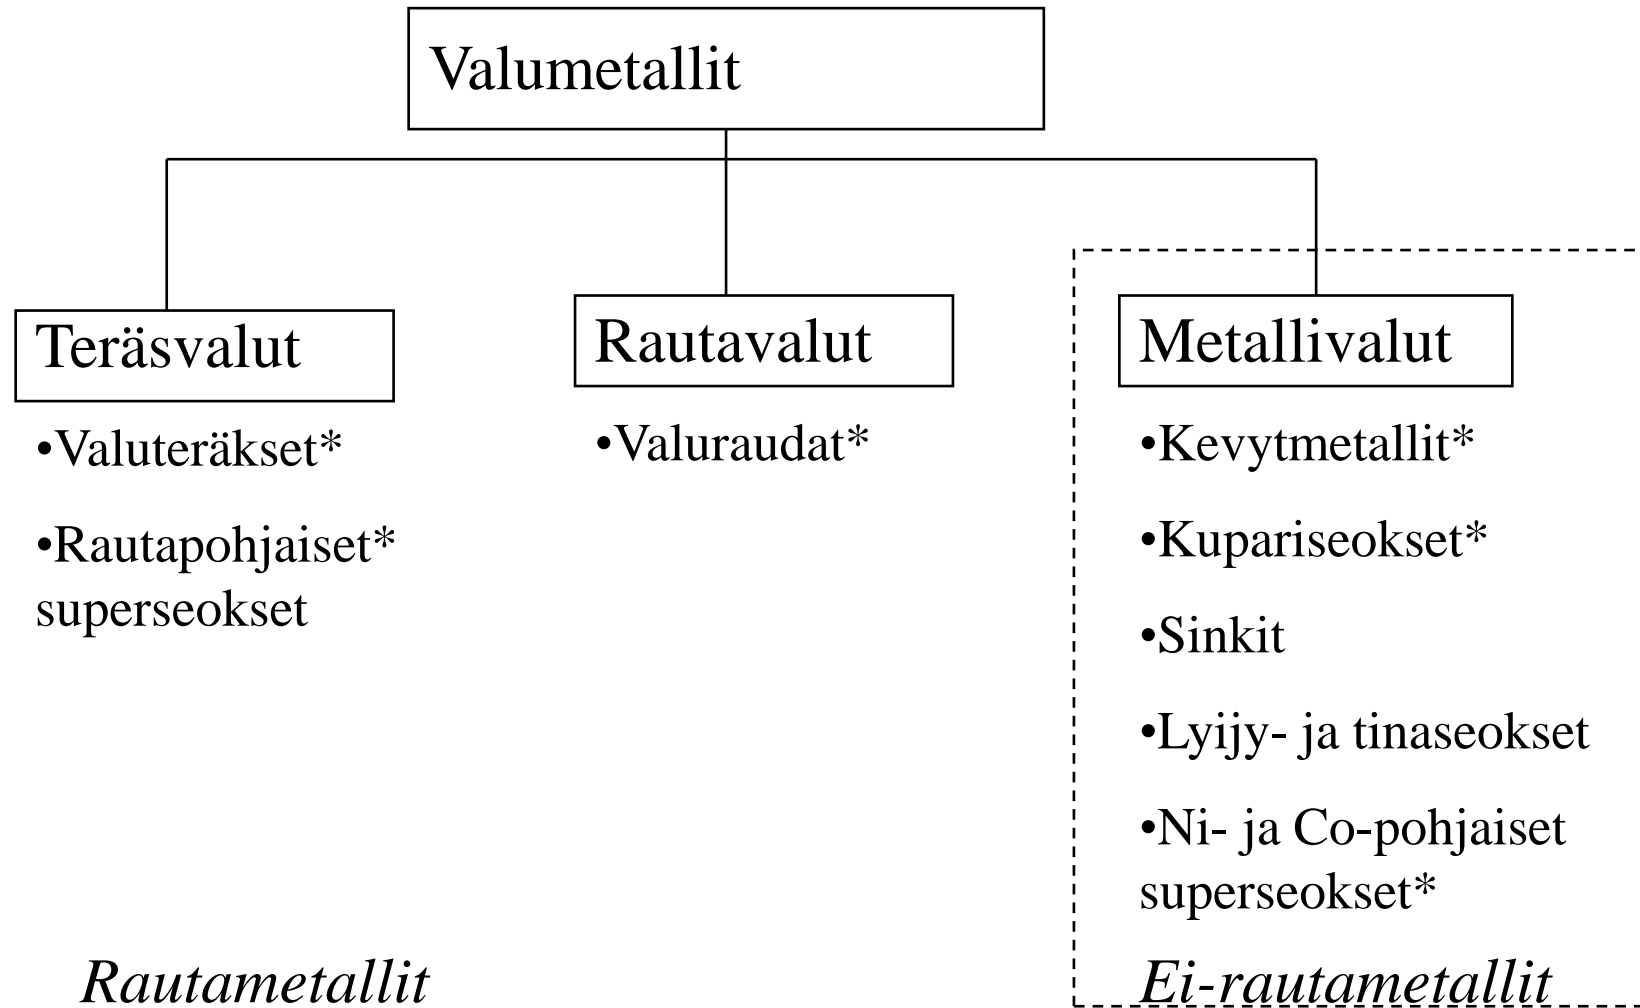 Valumetallit
Teräsvalut
•Valuteräkset*
•Rautapohjaiset*
superseokset
Rautavalut
•Valuraudat*
Metallivalut
•Kevytmetallit*
•Kupariseokset*
•Sinkit
•Lyijy- ja tinaseokset
•Ni- ja Co-pohjaiset
superseokset*
Rautametallit
Ei-rautametallit